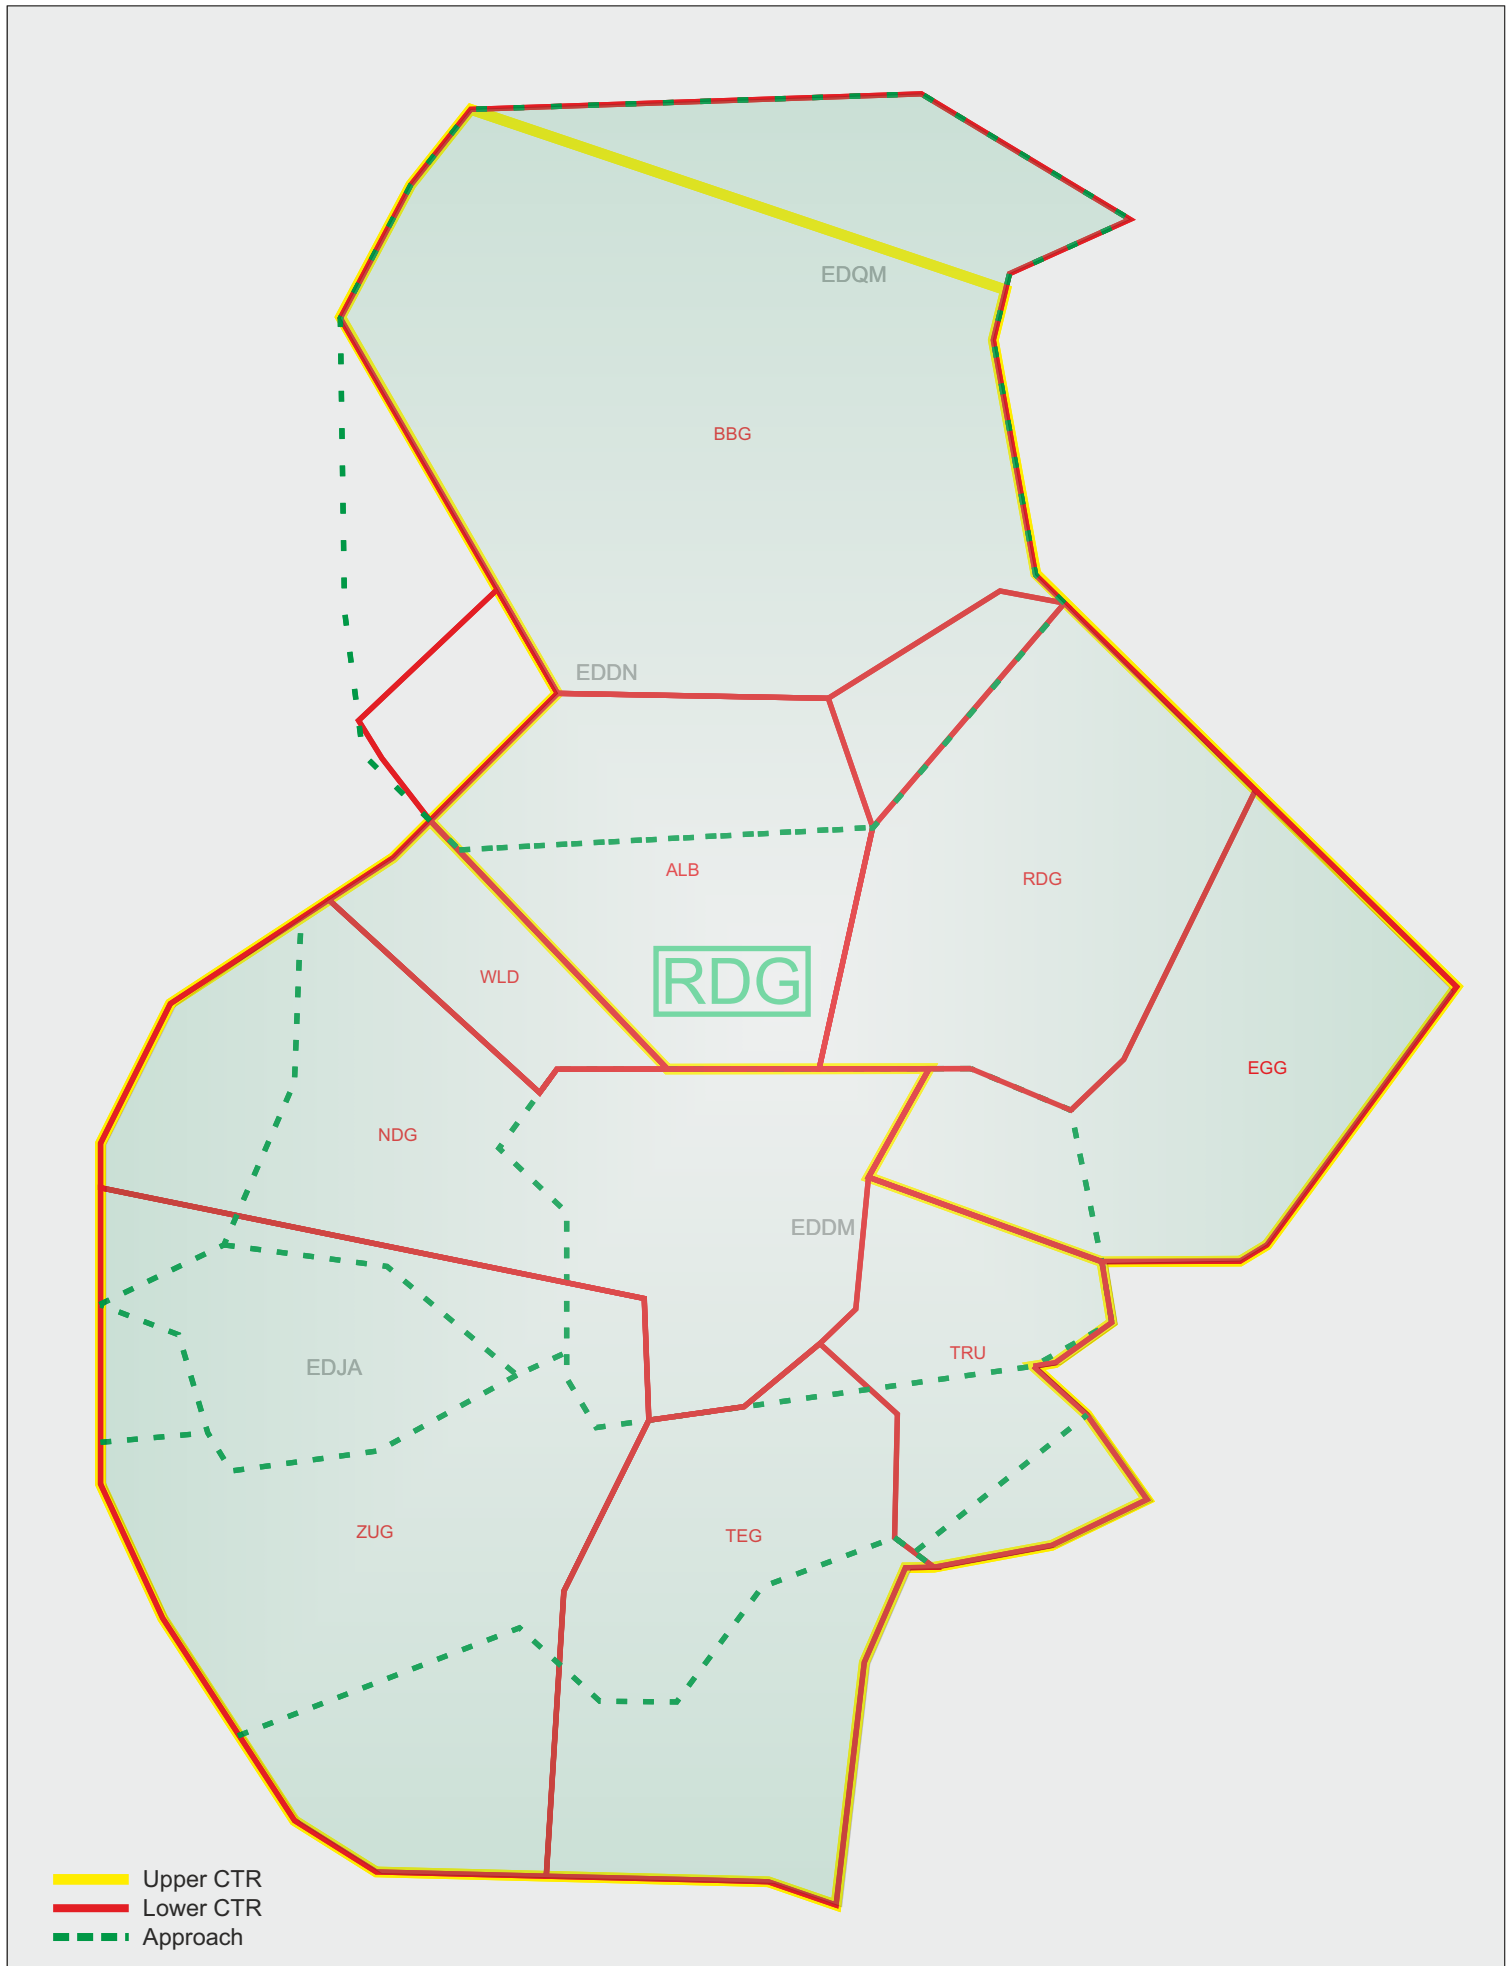 EDQM
BBG
EDDN
ALB
RDG
WLD
RDG
EGG
NDG
EDDM
TRU
EDJA
ZUG
TEG
Upper CTR
Lower CTR
Approach